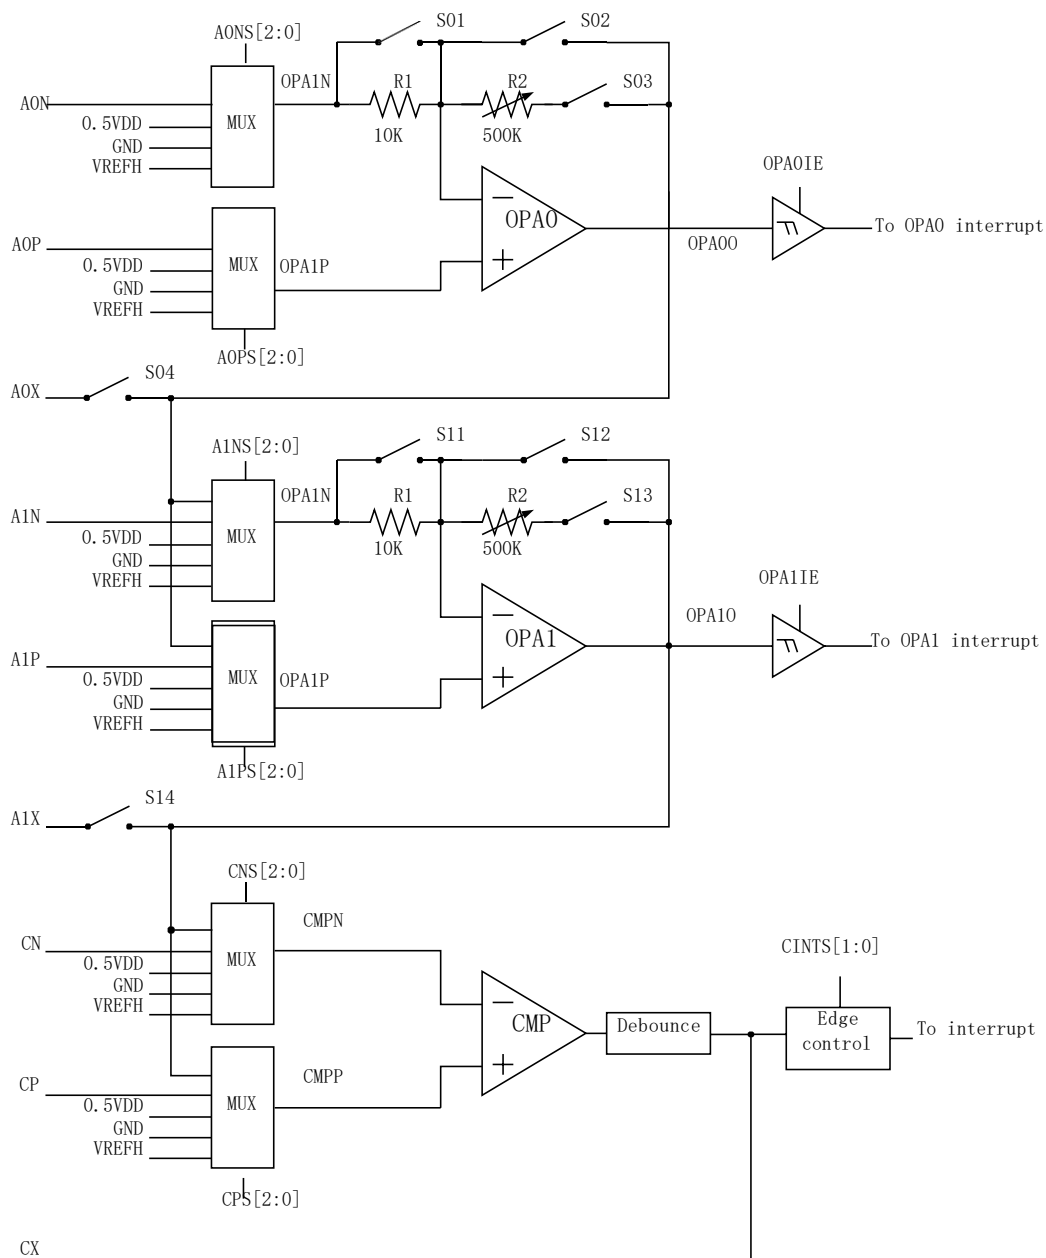 S01
S02
A0NS[2:0]
OPA1N
R1
R2
S03
A0N
MUX
0.5VDD
GND
VREFH
10K
500K
OPA0IE
OPA0
A0P
MUX
OPA1P
0.5VDD
GND
VREFH
OPA0O
To OPA0 interrupt
A0PS[2:0]
S04
A0X
A1NS[2:0]
S11
S12
OPA1N
R1
R2
S13
A1N
MUX
0.5VDD
GND
VREFH
10K
500K
OPA1IE
OPA1O
OPA1
To OPA1 interrupt
A1P
MUX
OPA1P
0.5VDD
GND
VREFH
A1PS[2:0]
S14
A1X
CNS[2:0]
CMPN
CN
MUX
0.5VDD
GND
VREFH
CINTS[1:0]
CMP
Debounce
Edge
control
To interrupt
CMPP
CP
MUX
0.5VDD
GND
VREFH
CPS[2:0]
CX